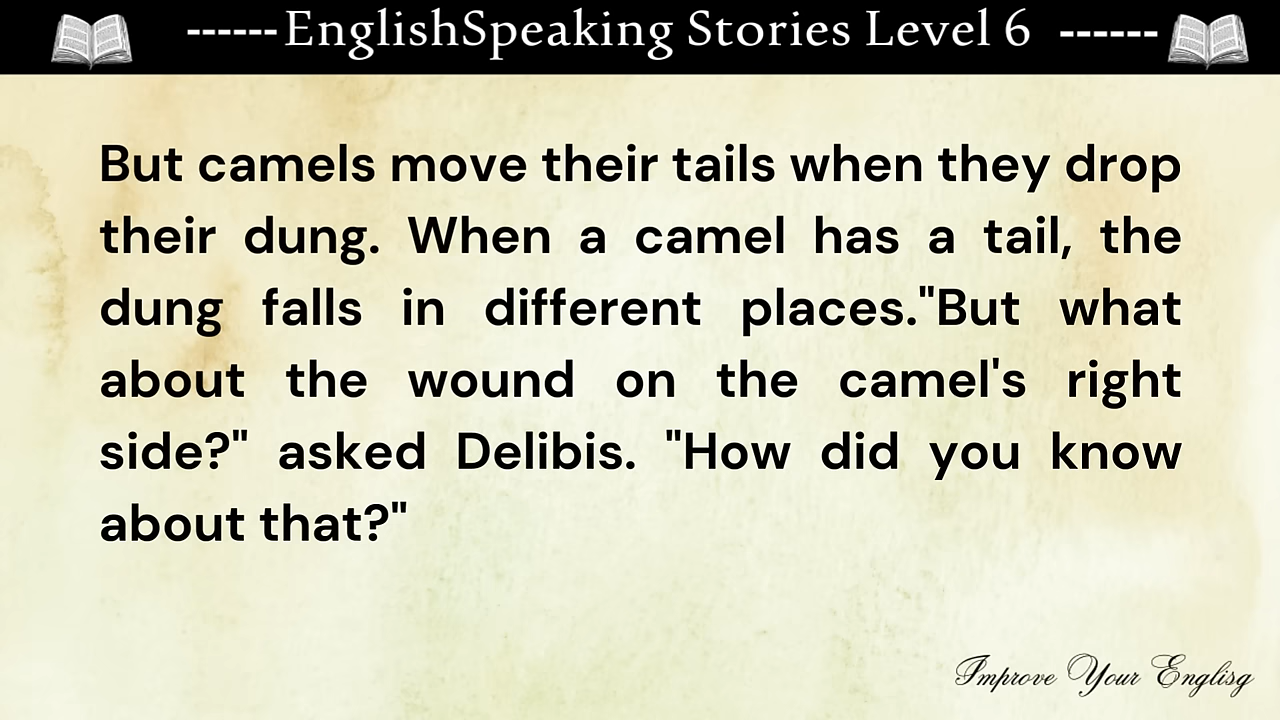 ------EnglishSpeaking Stories Level 6 ------
But camels move their tails when they drop
their dung. When a camel has a tail, the
dung falls in different places."But what
about the wound on the camel's right
side?" asked Delibis. "How did you know
about that?"
Improve Your Englisg